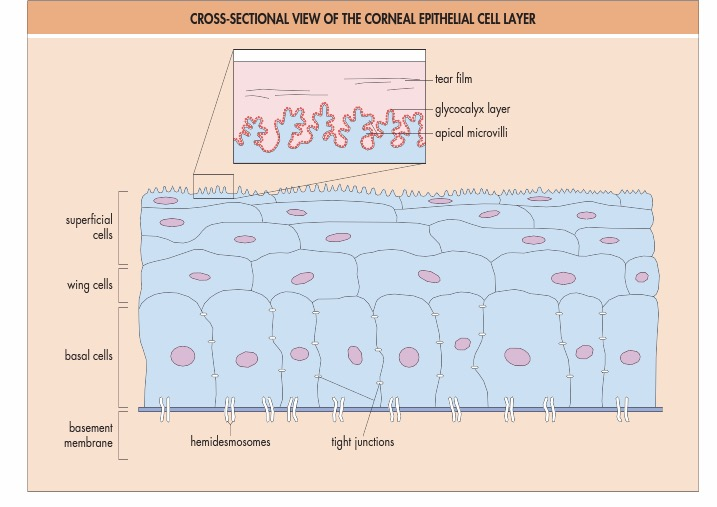 CROSS-SECTIONAL VIEW OF THE CORNEAL EPITHELIAL CELL LAYER
tear film
glycocalyx layer
apical microvilli
superficial
cells
wing cells
basal cells
basement
membrane
hemidesmosomes
tight junctions